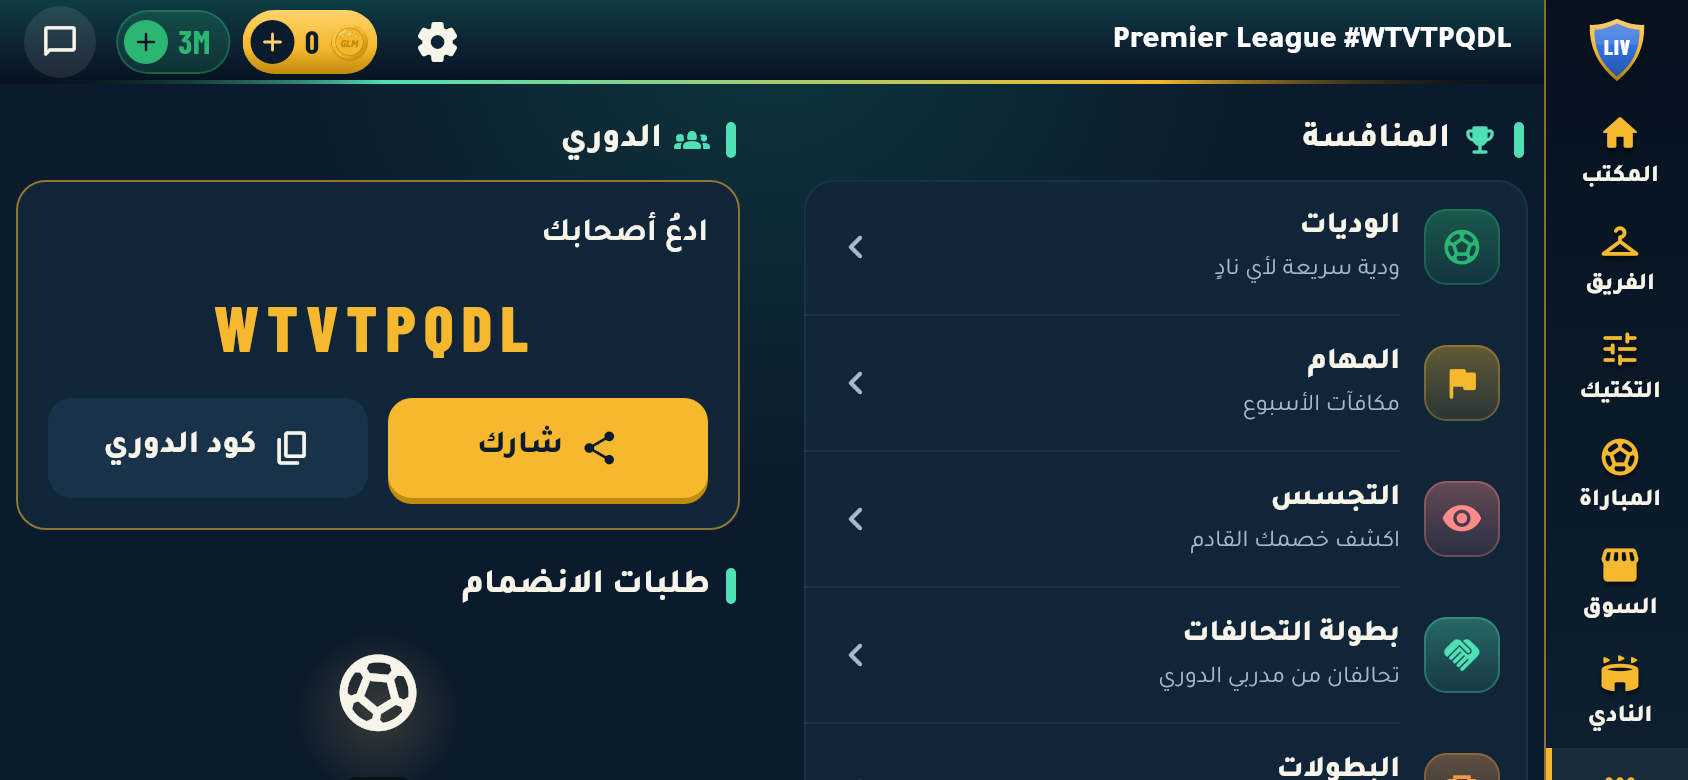 Premier League #WTVTPQDL
0
GLM
3M
LIV
المكتب
الفريق
التكتيك
المباراة
السوق
النادي
المنافسة
الوديات
ودية سريعة لأي نادٍ
المهام
مكافآت الأسبوع
التجسس
اكشف خصمك القادم
بطولة التحالفات
تحالفان من مدربي الدوري
البطولات
الدوري
ادعُ أصحابك
WTVTPQDL
شارك
كود الدوري
طلبات الانضمام